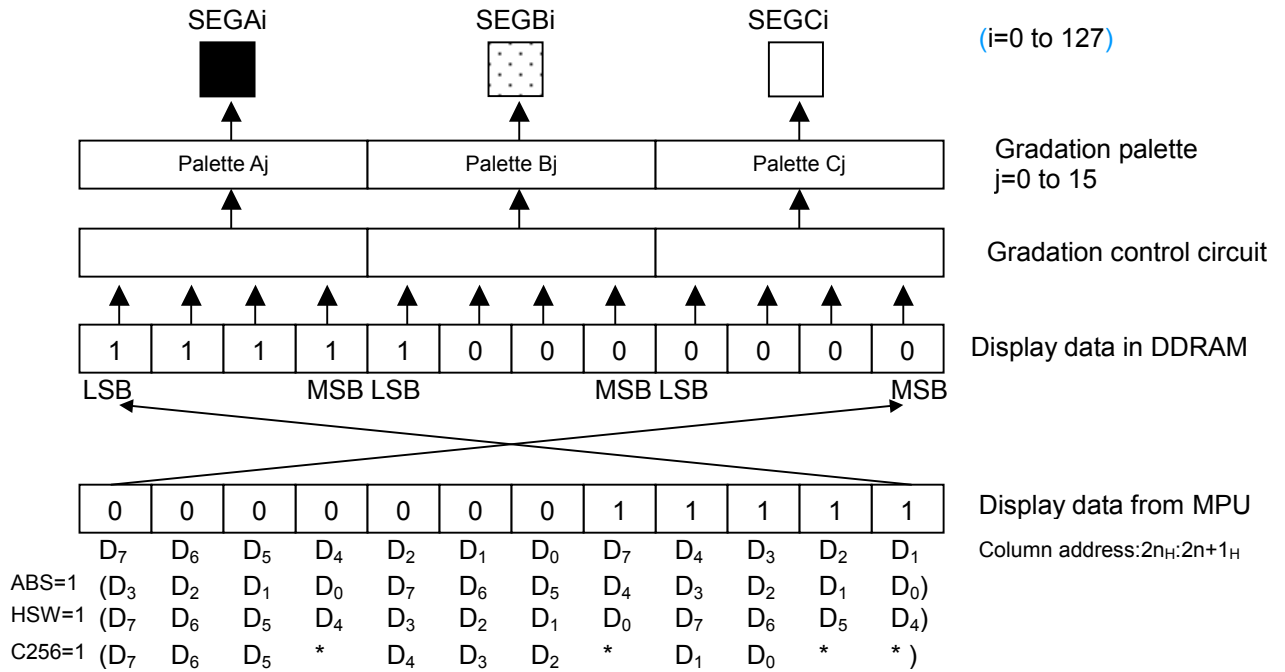 SEGAi SEGBi SEGCi
(i=0 to 127)
Palette Aj Palette Bj Palette Cj
Gradation palette
j=0 to 15
Gradation control circuit
1 1 1 1 1 0 0 0 0 0 0 0 Display data in DDRAM
LSB MSB LSB MSB LSB MSB
0 0 0 0 0 0 0 1 1 1 1 1 Display data from MPU
D7 D6 D5 D4 D2 D1 D0 D7 D4 D3 D2 D1 Column address:2nH:2n+1H
ABS=1 (D3 D2 D1 D0 D7 D6 D5 D4 D3 D2 D1 D0)
HSW=1 (D7 D6 D5 D4 D3 D2 D1 D0 D7 D6 D5 D4)
C256=1 (D7 D6 D5 * D4 D3 D2 * D1 D0 * * )